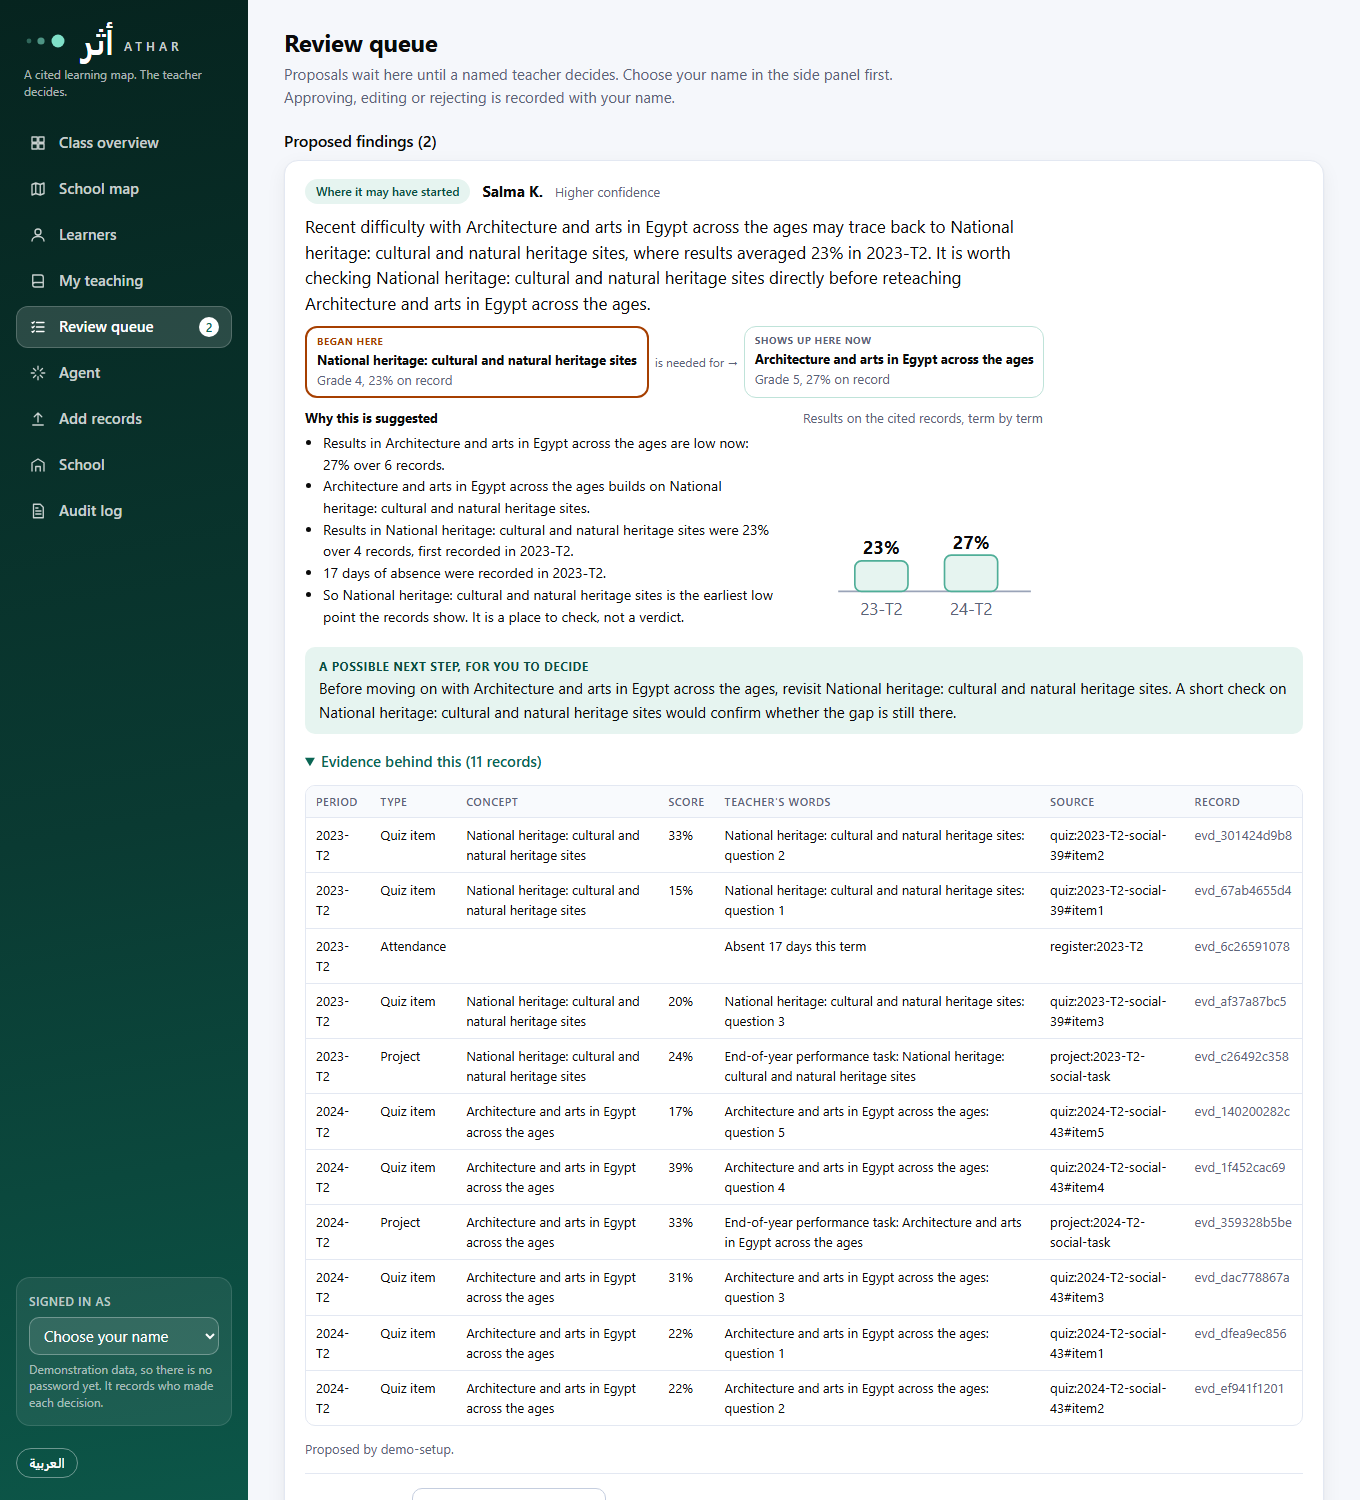 أثر ATHAR
A cited learning map. The teacher
decides.
Class overview
School map
Learners
My teaching
Review queue 2
Agent
Add records
School
Audit log
SIGNED IN AS
Choose your name
Demonstration data, so there is no
password yet. It records who made
each decision.
العربية
Review queue
Proposals wait here until a named teacher decides. Choose your name in the side panel first.
Approving, editing or rejecting is recorded with your name.
Proposed findings (2)
Where it may have started Salma K. Higher confidence
Recent difficulty with Architecture and arts in Egypt across the ages may trace back to National
heritage: cultural and natural heritage sites, where results averaged 23% in 2023-T2. It is worth
checking National heritage: cultural and natural heritage sites directly before reteaching
Architecture and arts in Egypt across the ages.
BEGAN HERE
National heritage: cultural and natural heritage sites
Grade 4, 23% on record
is needed for →
SHOWS UP HERE NOW
Architecture and arts in Egypt across the ages
Grade 5, 27% on record
Why this is suggested
• Results in Architecture and arts in Egypt across the ages are low now:
27% over 6 records.
• Architecture and arts in Egypt across the ages builds on National
heritage: cultural and natural heritage sites.
• Results in National heritage: cultural and natural heritage sites were 23%
over 4 records, first recorded in 2023-T2.
• 17 days of absence were recorded in 2023-T2.
• So National heritage: cultural and natural heritage sites is the earliest low
point the records show. It is a place to check, not a verdict.
Results on the cited records, term by term
23% 27%
23-T2 24-T2
A POSSIBLE NEXT STEP, FOR YOU TO DECIDE
Before moving on with Architecture and arts in Egypt across the ages, revisit National heritage: cultural and natural heritage sites. A short check on
National heritage: cultural and natural heritage sites would confirm whether the gap is still there.
▼ Evidence behind this (11 records)
PERIOD TYPE CONCEPT SCORE TEACHER'S WORDS SOURCE RECORD
2023- Quiz item National heritage: cultural and 33% National heritage: cultural and natural heritage sites: quiz:2023-T2-social- evd_301424d9b8
T2 natural heritage sites question 2 39#item2
2023- Quiz item National heritage: cultural and 15% National heritage: cultural and natural heritage sites: quiz:2023-T2-social- evd_67ab4655d4
T2 natural heritage sites question 1 39#item1
2023- Attendance Absent 17 days this term register:2023-T2 evd_6c26591078
T2
2023- Quiz item National heritage: cultural and 20% National heritage: cultural and natural heritage sites: quiz:2023-T2-social- evd_af37a87bc5
T2 natural heritage sites question 3 39#item3
2023- Project National heritage: cultural and 24% End-of-year performance task: National heritage: project:2023-T2- evd_c26492c358
T2 natural heritage sites cultural and natural heritage sites social-task
2024- Quiz item Architecture and arts in Egypt 17% Architecture and arts in Egypt across the ages: quiz:2024-T2-social- evd_140200282c
T2 across the ages question 5 43#item5
2024- Quiz item Architecture and arts in Egypt 39% Architecture and arts in Egypt across the ages: quiz:2024-T2-social- evd_1f452cac69
T2 across the ages question 4 43#item4
2024- Project Architecture and arts in Egypt 33% End-of-year performance task: Architecture and arts project:2024-T2- evd_359328b5be
T2 across the ages in Egypt across the ages social-task
2024- Quiz item Architecture and arts in Egypt 31% Architecture and arts in Egypt across the ages: quiz:2024-T2-social- evd_dac778867a
T2 across the ages question 3 43#item3
2024- Quiz item Architecture and arts in Egypt 22% Architecture and arts in Egypt across the ages: quiz:2024-T2-social- evd_dfea9ec856
T2 across the ages question 1 43#item1
2024- Quiz item Architecture and arts in Egypt 22% Architecture and arts in Egypt across the ages: quiz:2024-T2-social- evd_ef941f1201
T2 across the ages question 2 43#item2
Proposed by demo-setup.